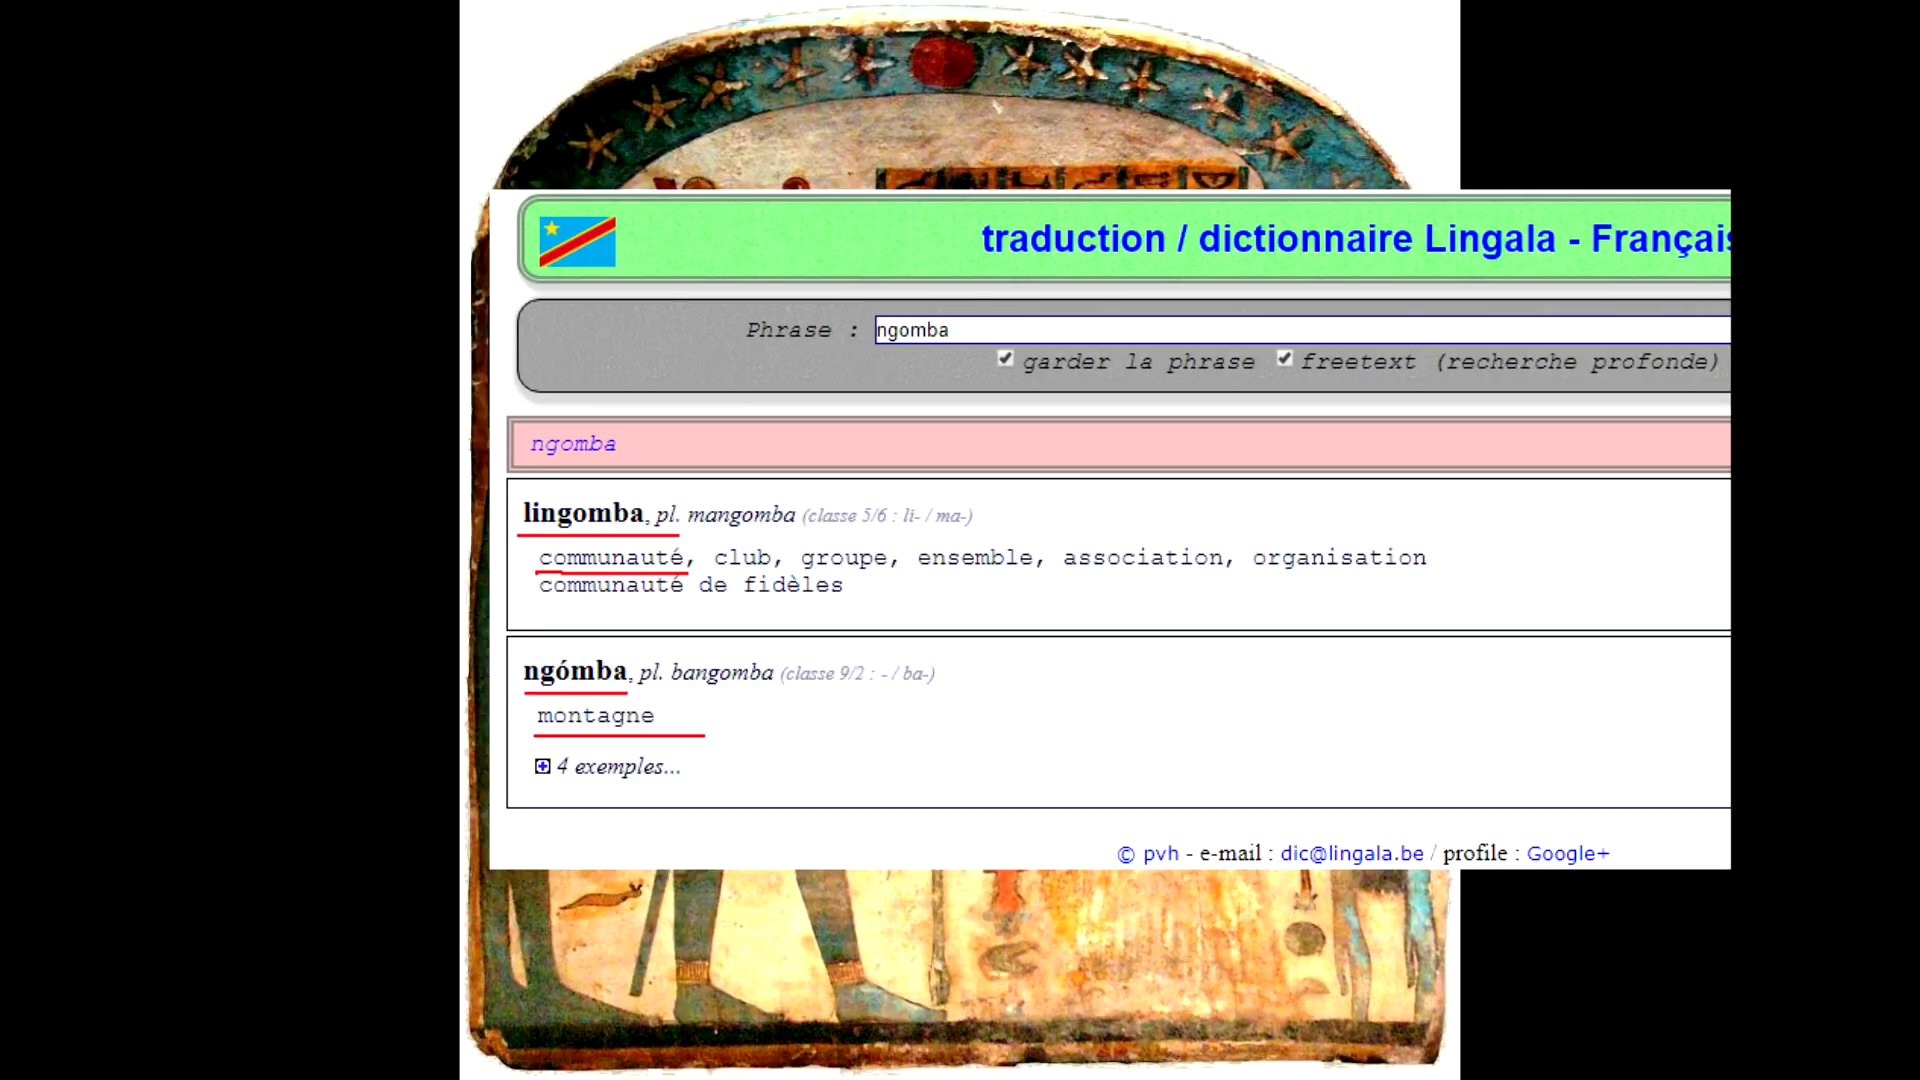 traduction / dictionnaire Lingala - Françai
Phrase : ngomba
garder la phrase freetext (recherche profonde)
ngomba
lingomba, pl. mangomba (classe 5/6 : li- / ma-)
communauté, club, groupe, ensemble, association, organisation
communauté de fidèles
ngómba, pl. bangomba (classe 9/2 : - / ba-)
montagne
4 exemples...
© pvh - e-mail : dic@lingala.be / profile : Google+